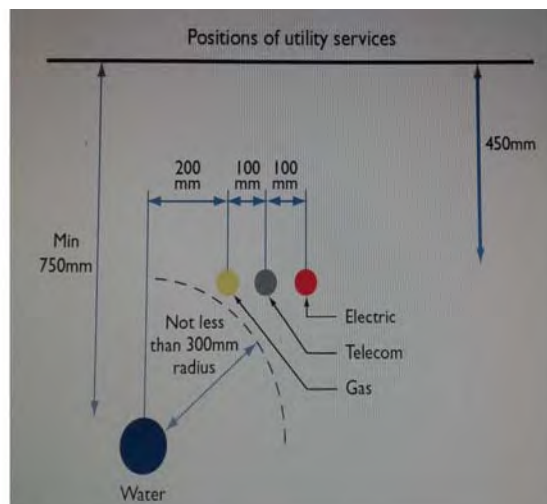 Positions of utility services
450mm
200
mm
100
mm
100
mm
Min
750mm
Electric
Not less
than 300mm
radius
Telecom
Gas
Water